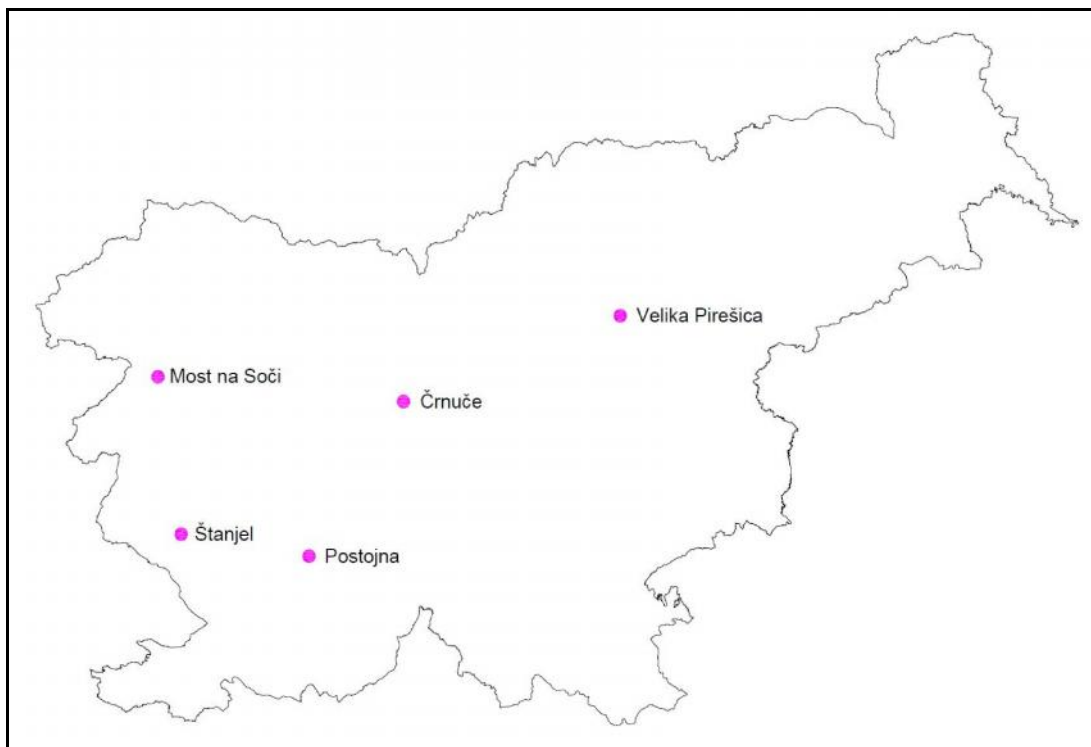 Velika Pirešica
Most na Soči
Črnuče
Štanjel
Postojna